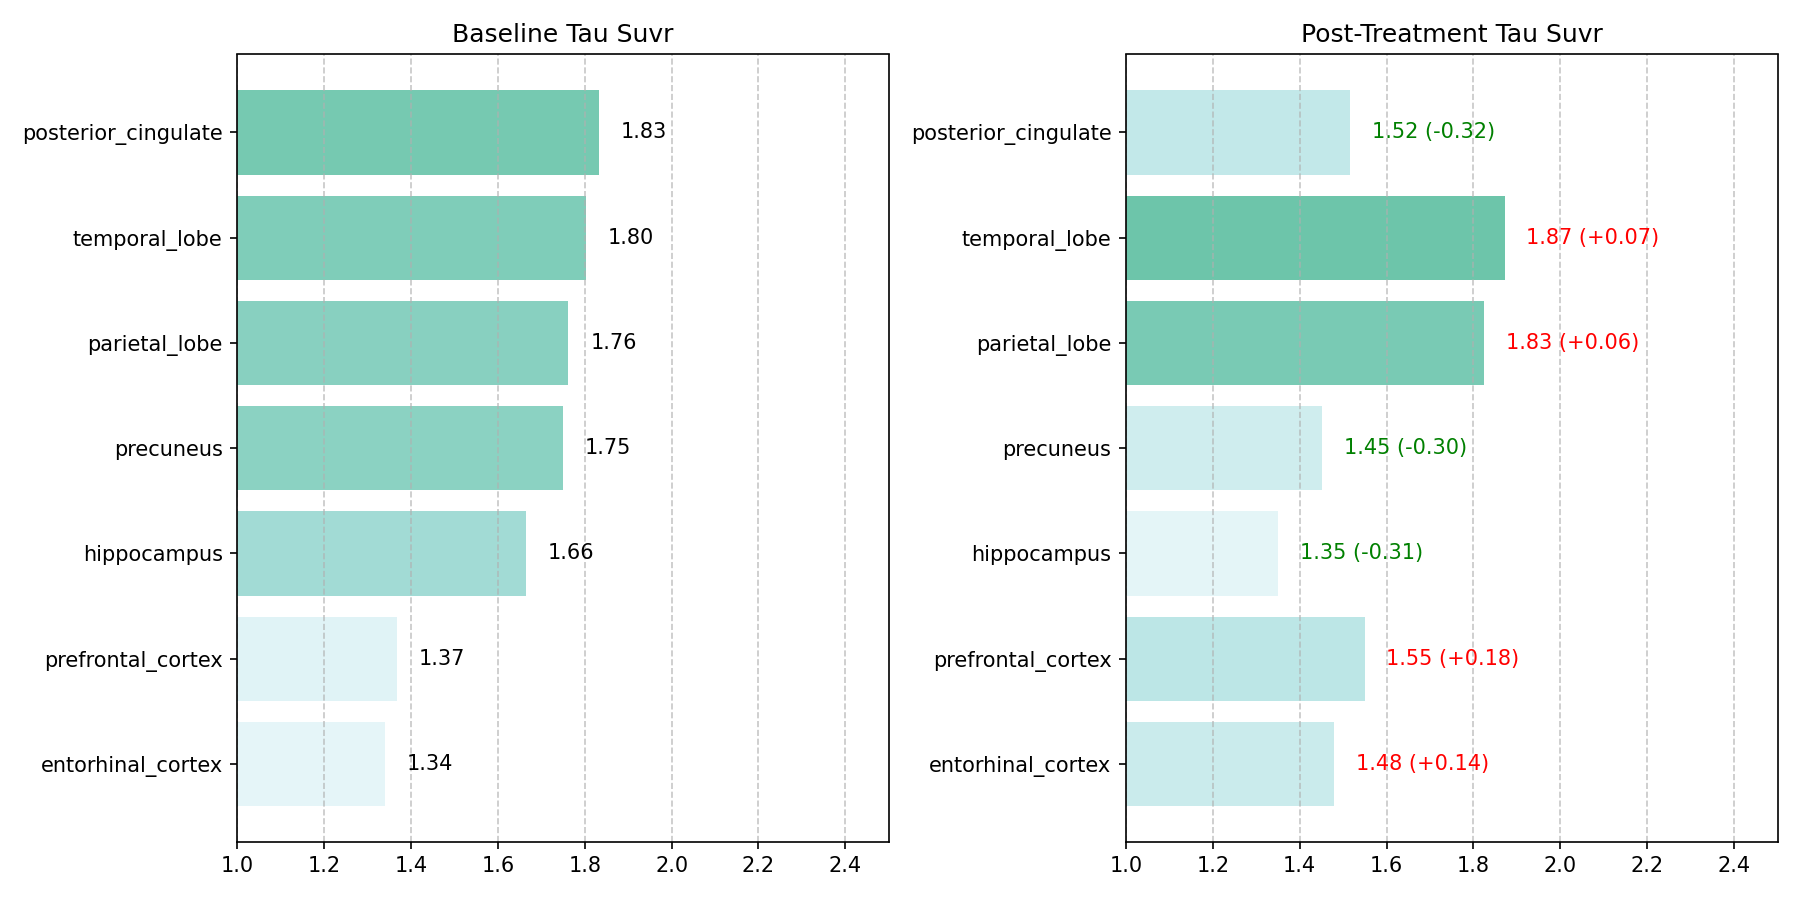 Baseline Tau Suvr
posterior_cingulate
1.83
temporal_lobe
1.80
parietal_lobe
1.76
precuneus
1.75
hippocampus
1.66
prefrontal_cortex
1.37
entorhinal_cortex
1.34
1.0 1.2 1.4 1.6 1.8 2.0 2.2 2.4
Post-Treatment Tau Suvr
posterior_cingulate
1.52 (-0.32)
temporal_lobe
1.87 (+0.07)
parietal_lobe
1.83 (+0.06)
precuneus
1.45 (-0.30)
hippocampus
1.35 (-0.31)
prefrontal_cortex
1.55 (+0.18)
entorhinal_cortex
1.48 (+0.14)
1.0 1.2 1.4 1.6 1.8 2.0 2.2 2.4